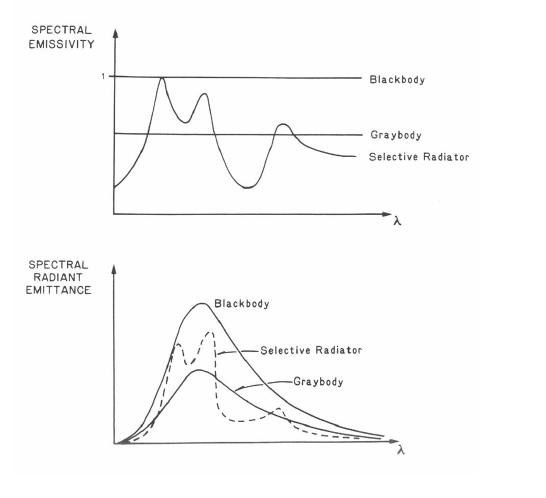 SPECTRAL
EMISSIVITY
1
Blackbody
Graybody
Selective Radiator
λ
SPECTRAL
RADIANT
EMITTANCE
Blackbody
Selective Radiator
Graybody
λ